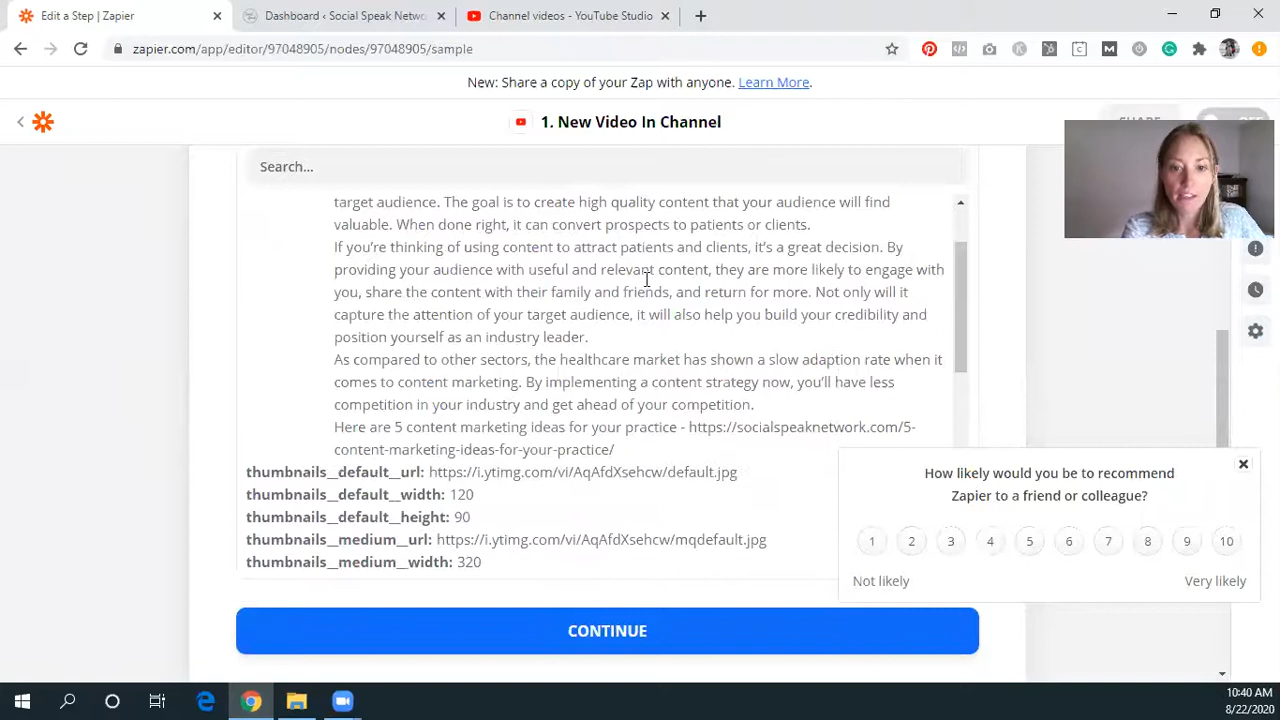 Edit a Step | Zapier
Dashboard ‹ Social Speak Netwo
Channel videos - YouTube Studio
zapier.com/app/editor/97048905/nodes/97048905/sample
New: Share a copy of your Zap with anyone. Learn More.
1. New Video In Channel
Search...
target audience. The goal is to create high quality content that your audience will find
valuable. When done right, it can convert prospects to patients or clients.
If you're thinking of using content to attract patients and clients, it's a great decision. By
providing your audience with useful and relevant content, they are more likely to engage with
you, share the content with their family and friends, and return for more. Not only will it
capture the attention of your target audience, it will also help you build your credibility and
position yourself as an industry leader.
As compared to other sectors, the healthcare market has shown a slow adaption rate when it
comes to content marketing. By implementing a content strategy now, you'll have less
competition in your industry and get ahead of your competition.
Here are 5 content marketing ideas for your practice - https://socialspeaknetwork.com/5-
content-marketing-ideas-for-your-practice/
thumbnails__default__url: https://i.ytimg.com/vi/AqAfdXsehcw/default.jpg
thumbnails__default__width: 120
thumbnails__default__height: 90
thumbnails__medium__url: https://i.ytimg.com/vi/AqAfdXsehcw/mqdefault.jpg
thumbnails__medium__width: 320
How likely would you be to recommend
Zapier to a friend or colleague?
1 2 3 4 5 6 7 8 9 10
Not likely Very likely
CONTINUE
10:40 AM
8/22/2020